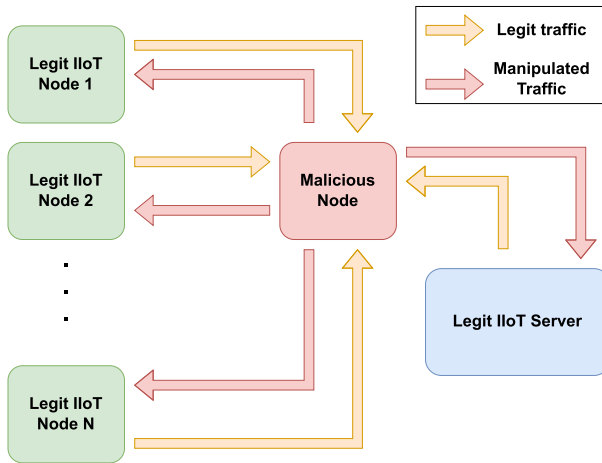 Legit IIoT
Node 1
Legit traffic
Manipulated
Traffic
Legit IIoT
Node 2
Malicious
Node
Legit IIoT Server
Legit IIoT
Node N